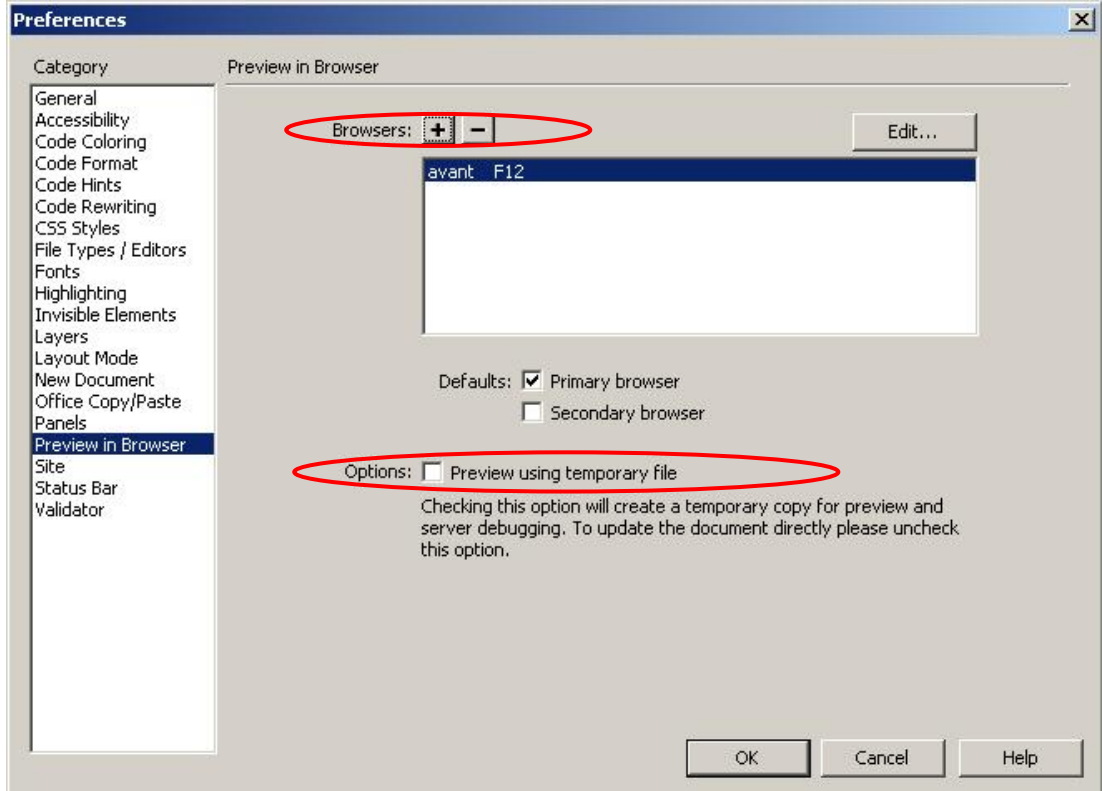 Preferences
Category
Preview in Browser
General
Accessibility
Code Coloring
Code Format
Code Hints
Code Rewriting
CSS Styles
File Types / Editors
Fonts
Highlighting
Invisible Elements
Layers
Layout Mode
New Document
Office Copy/Paste
Panels
Preview in Browser
Site
Status Bar
Validator
Browsers: + −
Edit...
avant F12
Defaults: Primary browser
Secondary browser
Options: Preview using temporary file
Checking this option will create a temporary copy for preview and
server debugging. To update the document directly please uncheck
this option.
OK Cancel Help